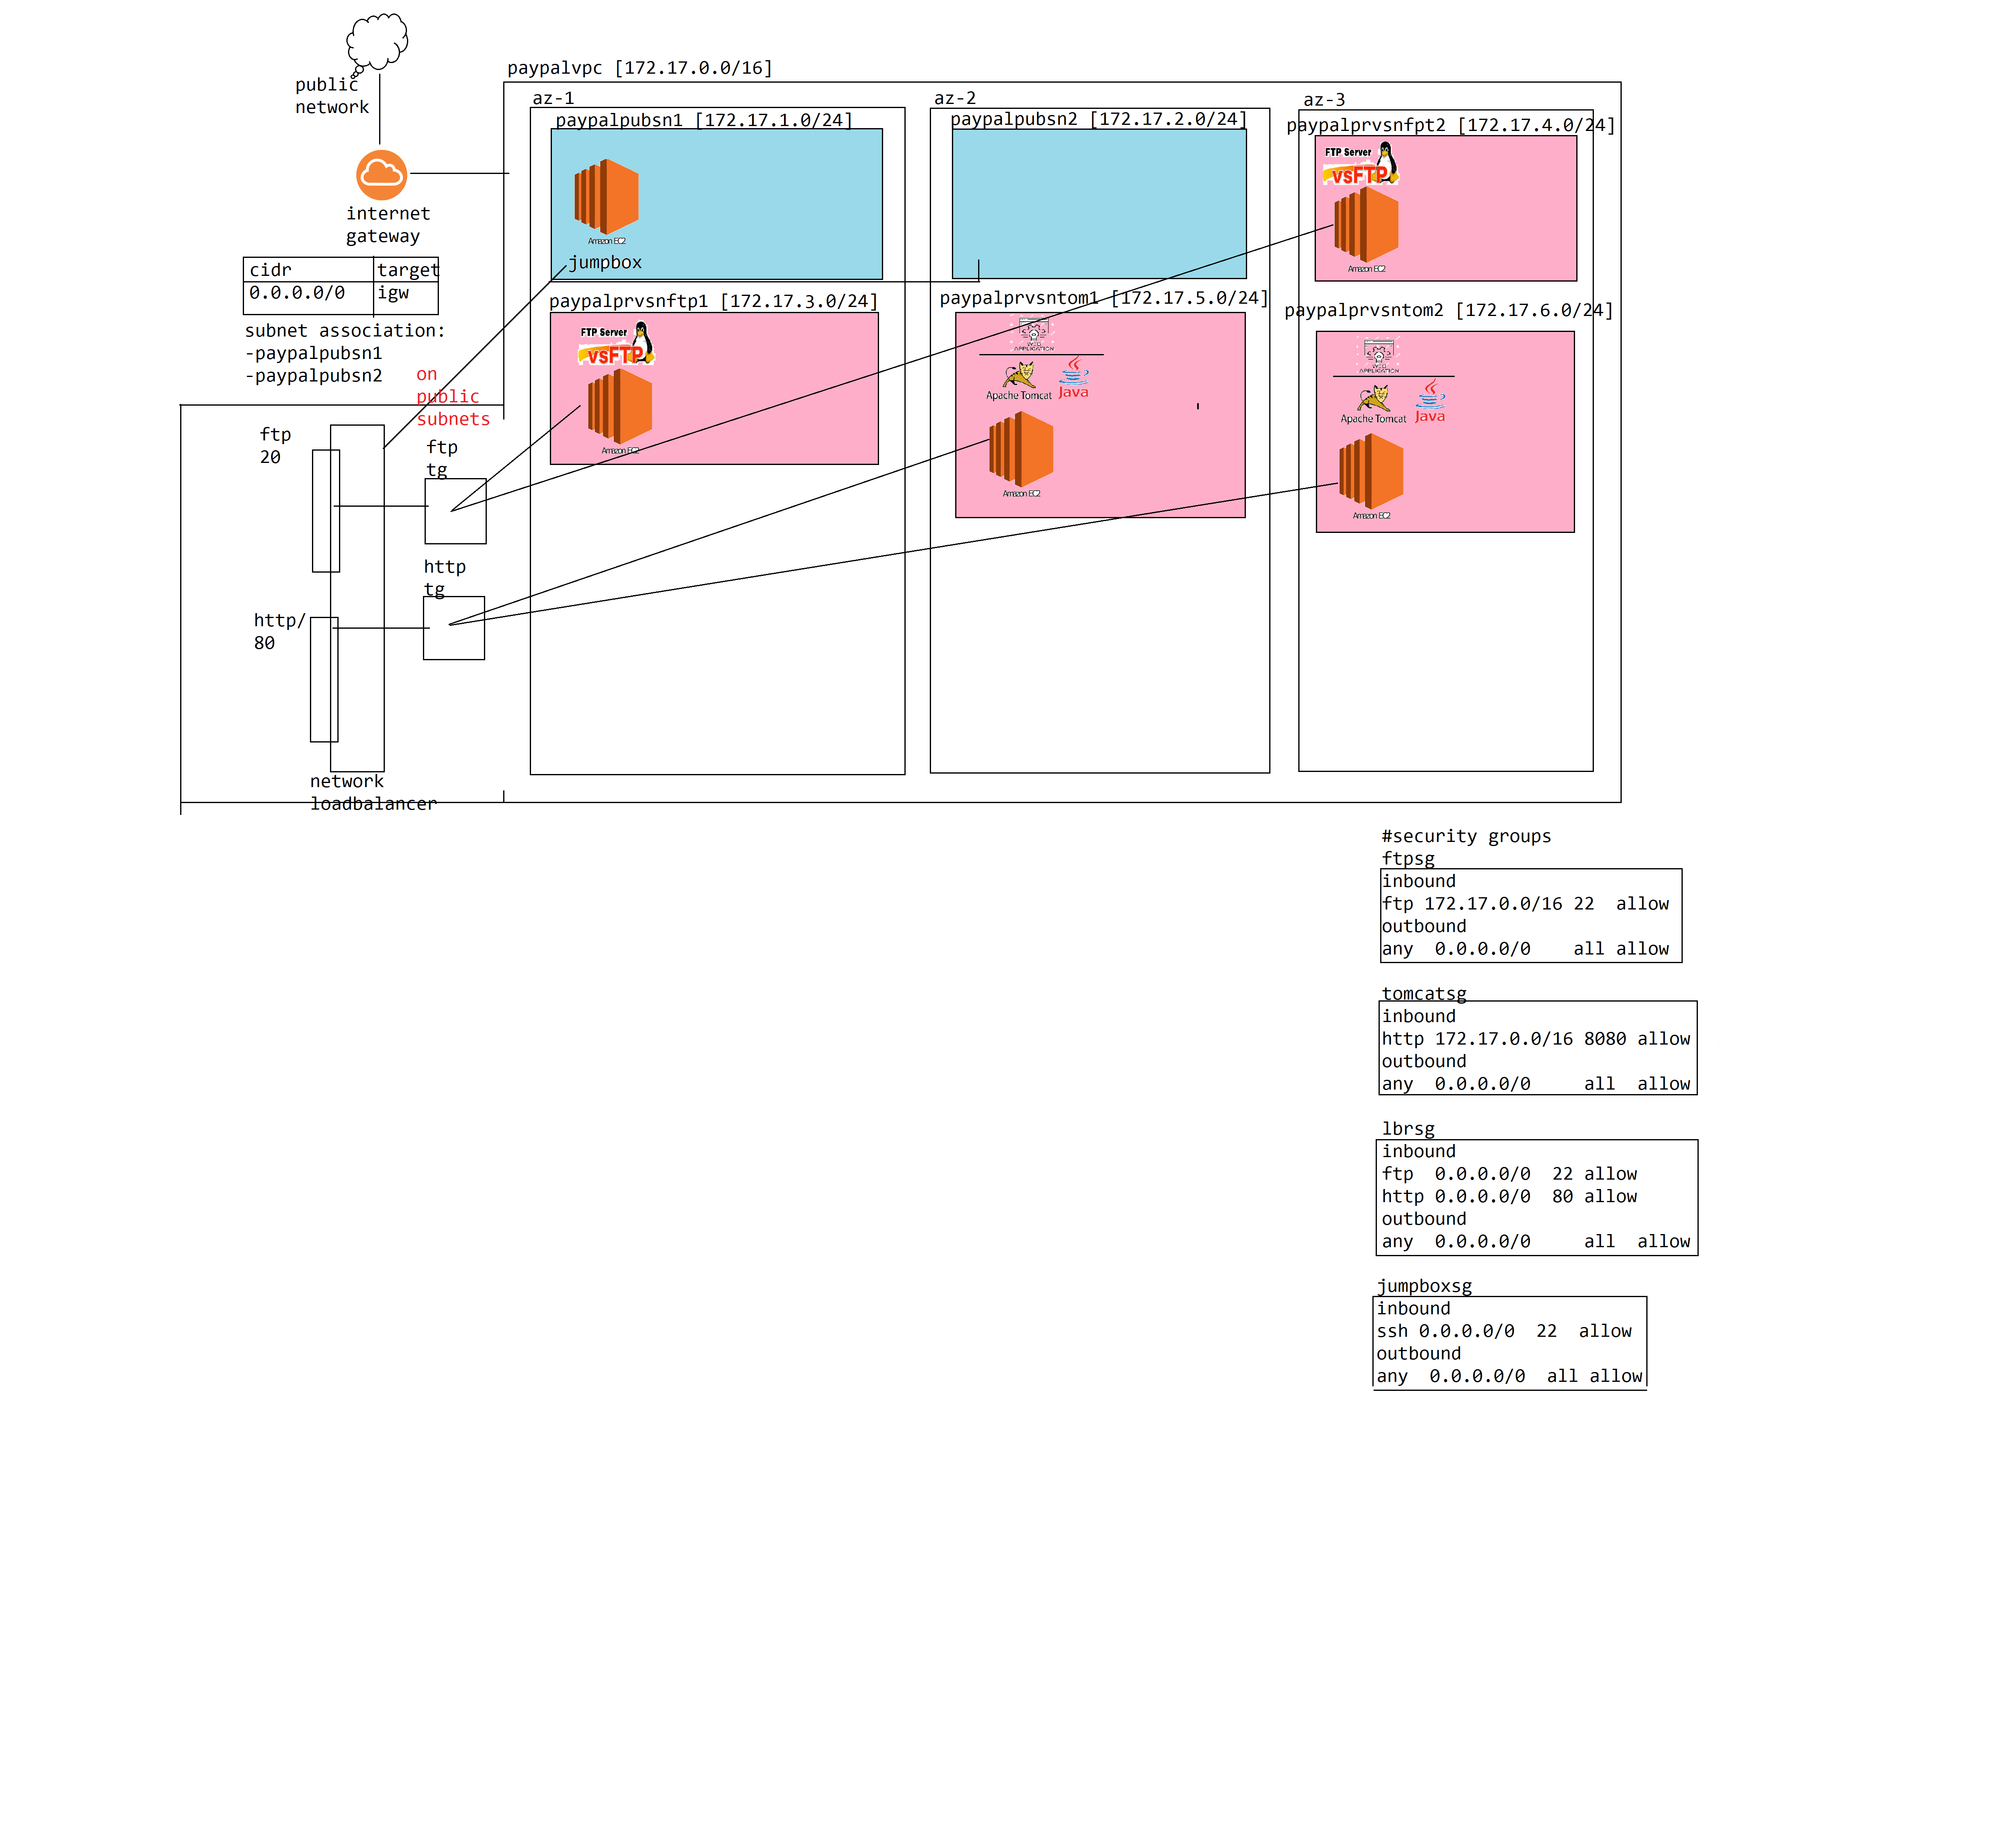 public
network
internet
gateway
cidr target
0.0.0.0/0 igw
subnet association:
-paypalpubsn1
-paypalpubsn2
on
public
subnets
ftp
20
ftp
tg
http
tg
http/
80
network
loadbalancer
paypalvpc [172.17.0.0/16]
az-1
paypalpubsn1 [172.17.1.0/24]
Amazon EC2
jumpbox
paypalprvsnftp1 [172.17.3.0/24]
FTP Server
vsFTP
Amazon EC2
az-2
paypalpubsn2 [172.17.2.0/24]
paypalprvsntom1 [172.17.5.0/24]
WEB
APPLICATION
Apache Tomcat
Java
Amazon EC2
az-3
paypalprvsnfpt2 [172.17.4.0/24]
FTP Server
vsFTP
Amazon EC2
paypalprvsntom2 [172.17.6.0/24]
WEB
APPLICATION
Apache Tomcat
Java
Amazon EC2
#security groups
ftpsg
inbound
ftp 172.17.0.0/16 22 allow
outbound
any 0.0.0.0/0 all allow
tomcatsg
inbound
http 172.17.0.0/16 8080 allow
outbound
any 0.0.0.0/0 all allow
lbrsg
inbound
ftp 0.0.0.0/0 22 allow
http 0.0.0.0/0 80 allow
outbound
any 0.0.0.0/0 all allow
jumpboxsg
inbound
ssh 0.0.0.0/0 22 allow
outbound
any 0.0.0.0/0 all allow